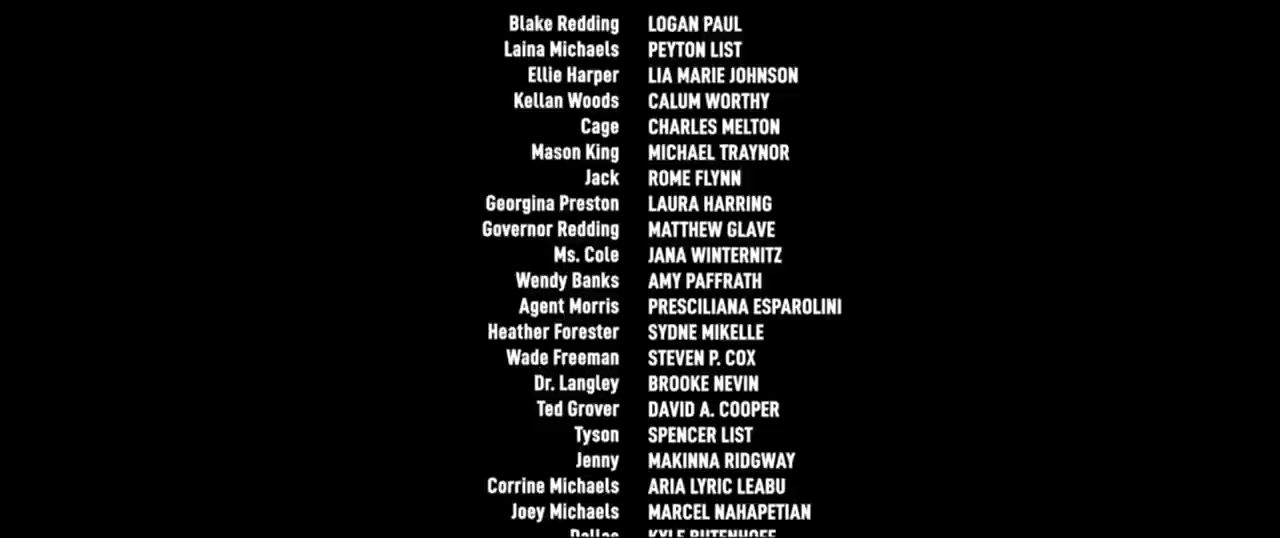 Blake Redding LOGAN PAUL
Laina Michaels PEYTON LIST
Ellie Harper LIA MARIE JOHNSON
Kellan Woods CALUM WORTHY
Cage CHARLES MELTON
Mason King MICHAEL TRAYNOR
Jack ROME FLYNN
Georgina Preston LAURA HARRING
Governor Redding MATTHEW GLAVE
Ms. Cole JANA WINTERNITZ
Wendy Banks AMY PAFFRATH
Agent Morris PRESCILIANA ESPAROLINI
Heather Forester SYDNE MIKELLE
Wade Freeman STEVEN P. COX
Dr. Langley BROOKE NEVIN
Ted Grover DAVID A. COOPER
Tyson SPENCER LIST
Jenny MAKINNA RIDGWAY
Corrine Michaels ARIA LYRIC LEABU
Joey Michaels MARCEL NAHAPETIAN
Dallas KYLE